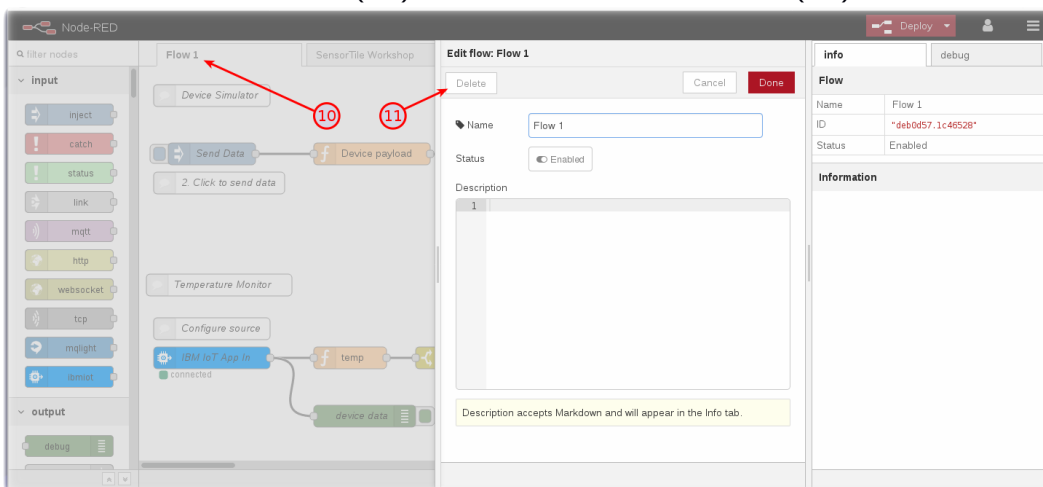 Node-RED
Deploy
filter nodes
Flow 1
SensorTile Workshop
Edit flow: Flow 1
info
debug
input
Delete
Cancel
Done
Flow
inject
Device Simulator
10
11
Name
Flow 1
Name
Flow 1
ID
"deb0d57.1c46528"
catch
Send Data
Device payload
Status
Enabled
Status
Enabled
status
2. Click to send data
Description
Information
link
1
mqtt
http
websocket
Temperature Monitor
tcp
Configure source
mqlight
IBM IoT App In
temp
ibmiot
connected
output
device data
Description accepts Markdown and will appear in the Info tab.
debug